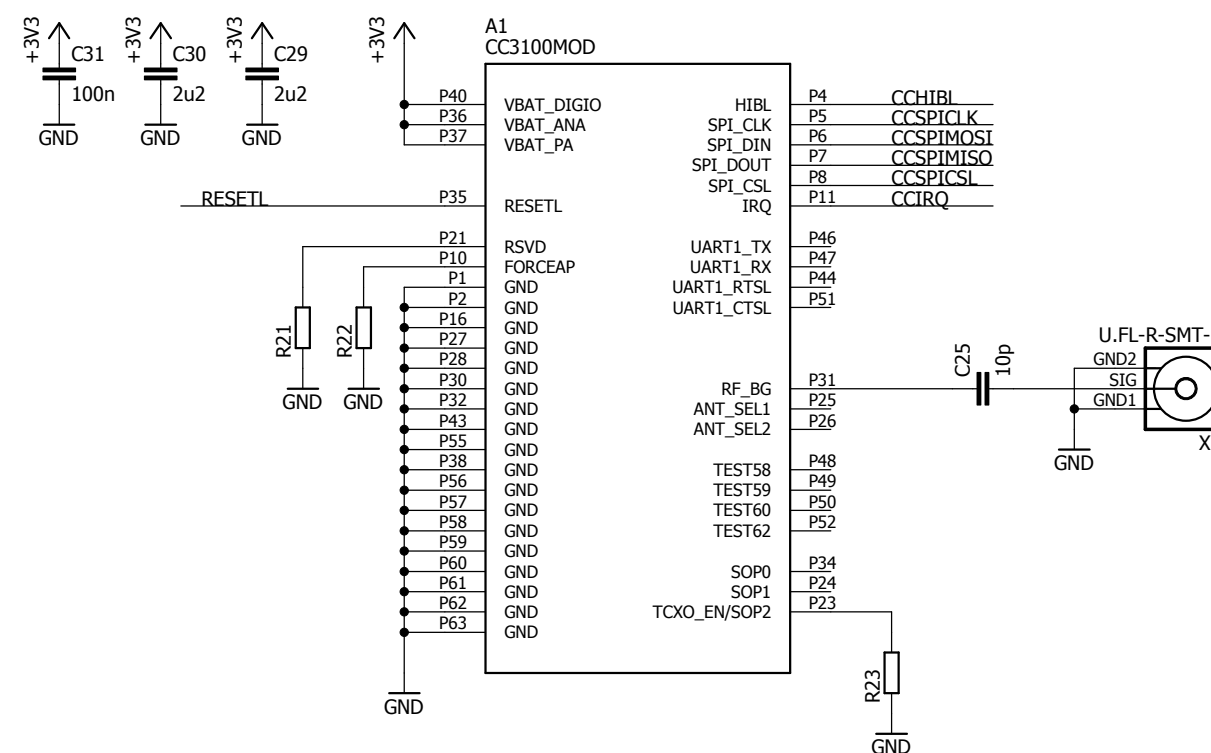 +3V3
C31
100n
GND
+3V3
C30
2u2
GND
+3V3
C29
2u2
GND
+3V3
A1
CC3100MOD
P40 VBAT_DIGIO
P36 VBAT_ANA
P37 VBAT_PA
RESETL P35 RESETL
P21 RSVD
P10 FORCEAP
P1 GND
P2 GND
P16 GND
P27 GND
P28 GND
P30 GND
P32 GND
P43 GND
P55 GND
P38 GND
P56 GND
P57 GND
P58 GND
P59 GND
P60 GND
P61 GND
P62 GND
P63 GND
R21
GND
R22
GND
GND
HIBL P4 CCHIBL
SPI_CLK P5 CCSPICLK
SPI_DIN P6 CCSPIMOSI
SPI_DOUT P7 CCSPIMISO
SPI_CSL P8 CCSPICSL
IRQ P11 CCIRQ
UART1_TX P46
UART1_RX P47
UART1_RTSL P44
UART1_CTSL P51
RF_BG P31
ANT_SEL1 P25
ANT_SEL2 P26
TEST58 P48
TEST59 P49
TEST60 P50
TEST62 P52
SOP0 P34
SOP1 P24
TCXO_EN/SOP2 P23
R23
GND
C25
10p
U.FL-R-SMT-
GND2
SIG
GND1
X
GND